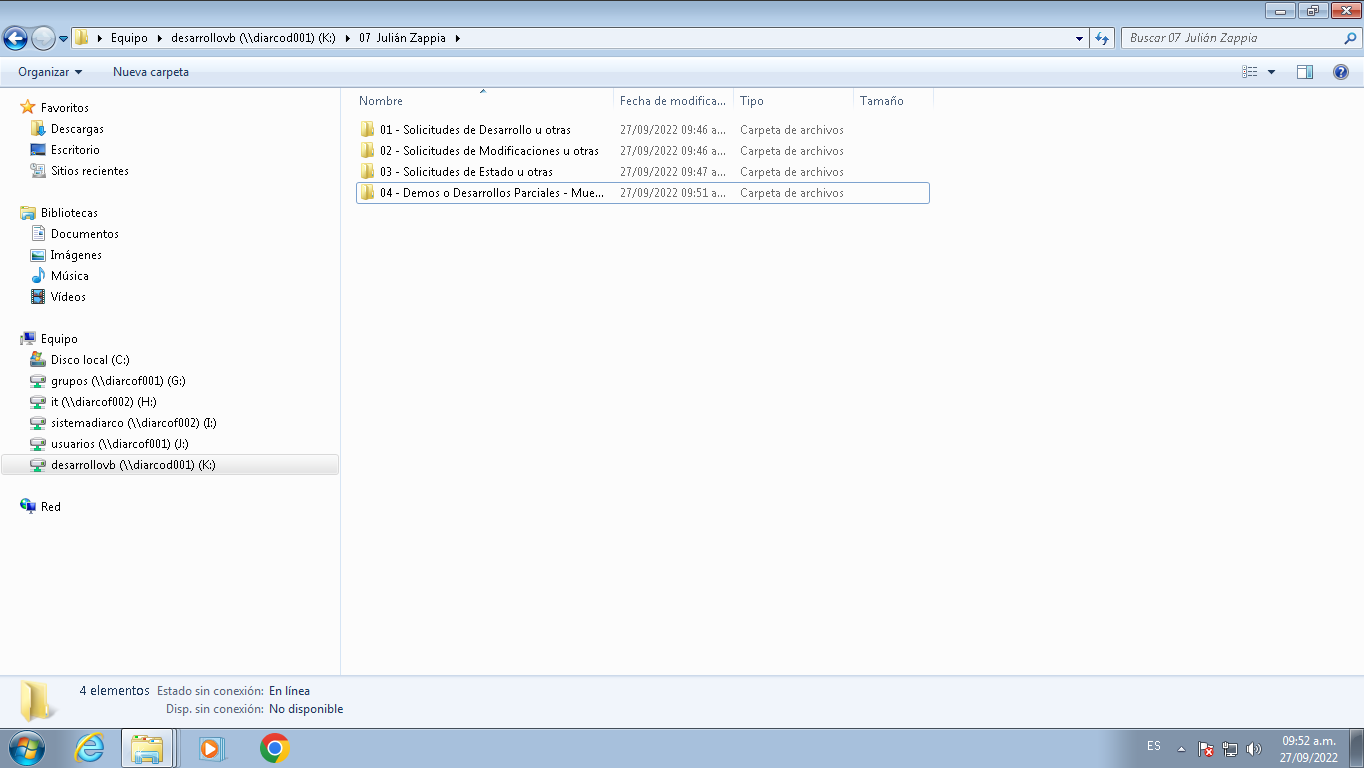 Equipo
desarrollovb (\\diarcod001) (K:)
07 Julián Zappia
Buscar 07 Julián Zappia
Organizar
Nueva carpeta
Favoritos
Descargas
Escritorio
Sitios recientes
Bibliotecas
Documentos
Imágenes
Música
Vídeos
Equipo
Disco local (C:)
grupos (\\diarcof001) (G:)
it (\\diarcof002) (H:)
sistemadiarco (\\diarcof002) (I:)
usuarios (\\diarcof001) (J:)
desarrollovb (\\diarcod001) (K:)
Red
Nombre Fecha de modifica... Tipo Tamaño
01 - Solicitudes de Desarrollo u otras 27/09/2022 09:46 a... Carpeta de archivos
02 - Solicitudes de Modificaciones u otras 27/09/2022 09:46 a... Carpeta de archivos
03 - Solicitudes de Estado u otras 27/09/2022 09:47 a... Carpeta de archivos
04 - Demos o Desarrollos Parciales - Mue... 27/09/2022 09:51 a... Carpeta de archivos
4 elementos Estado sin conexión: En línea
Disp. sin conexión: No disponible
ES
09:52 a.m.
27/09/2022